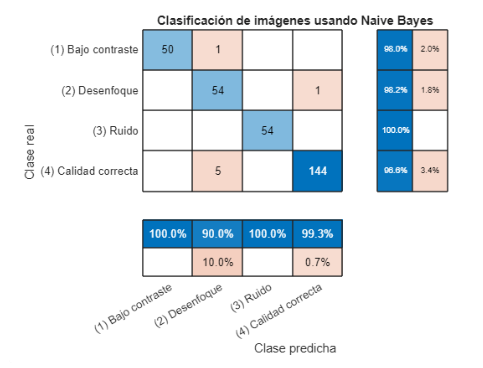 Clasificación de imágenes usando Naive Bayes
(1) Bajo contraste 50 1 98.0% 2.0%
(2) Desenfoque 54 1 98.2% 1.8%
(3) Ruido 54 100.0%
(4) Calidad correcta 5 144 96.6% 3.4%
Clase real
100.0% 90.0% 100.0% 99.3%
10.0% 0.7%
(1) Bajo contraste
(2) Desenfoque
(3) Ruido
(4) Calidad correcta
Clase predicha